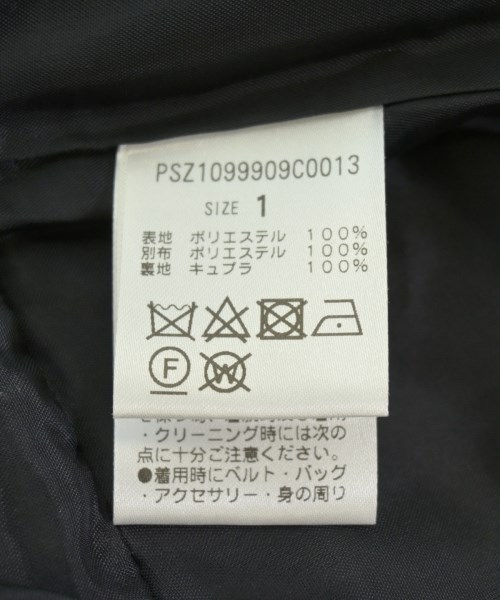 PSZ1099909C0013
SIZE 1
表地 ポリエステル 100%
別布 ポリエステル 100%
裏地 キュプラ 100%
F W
・クリーニング時には次の
点に十分ご注意ください。
●着用時にベルト・バッグ
・アクセサリー・身の周り